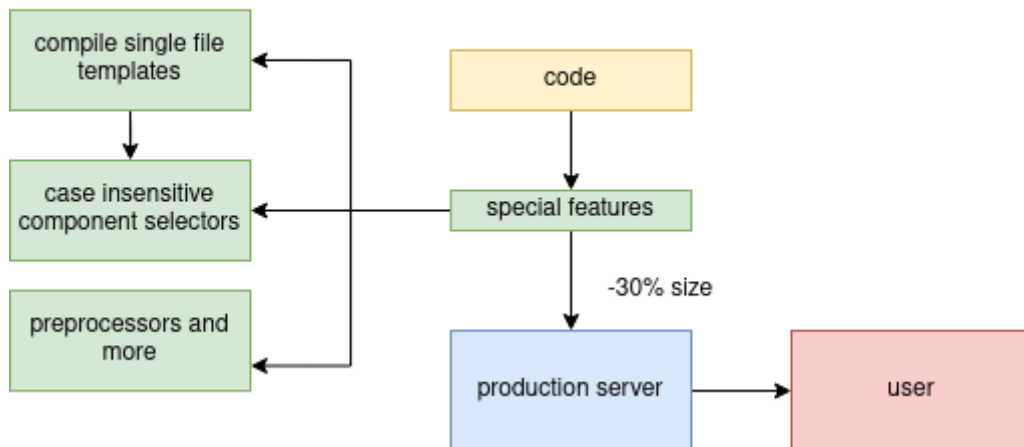 compile single file
templates
code
case insensitive
component selectors
special features
-30% size
preprocessors and
more
production server
user